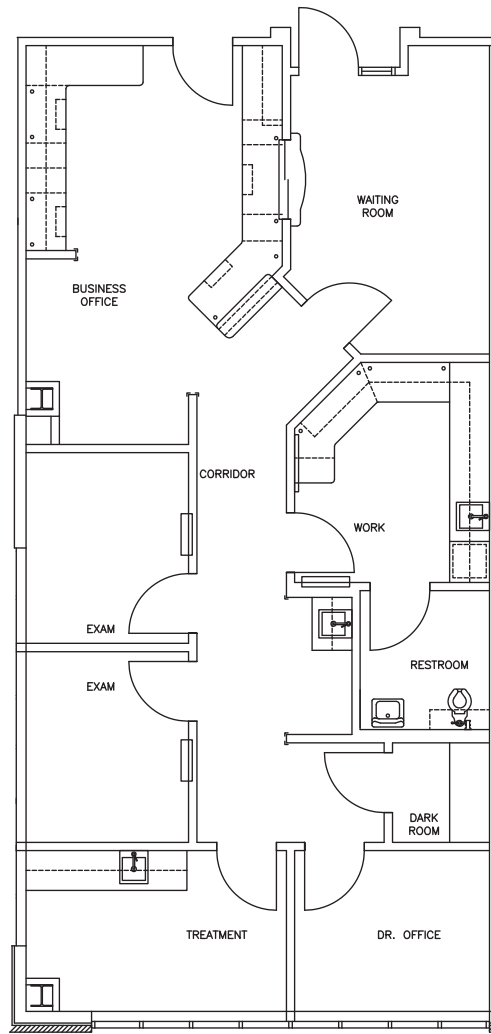 WAITING
ROOM
BUSINESS
OFFICE
CORRIDOR
WORK
EXAM
RESTROOM
EXAM
DARK
ROOM
TREATMENT
DR. OFFICE